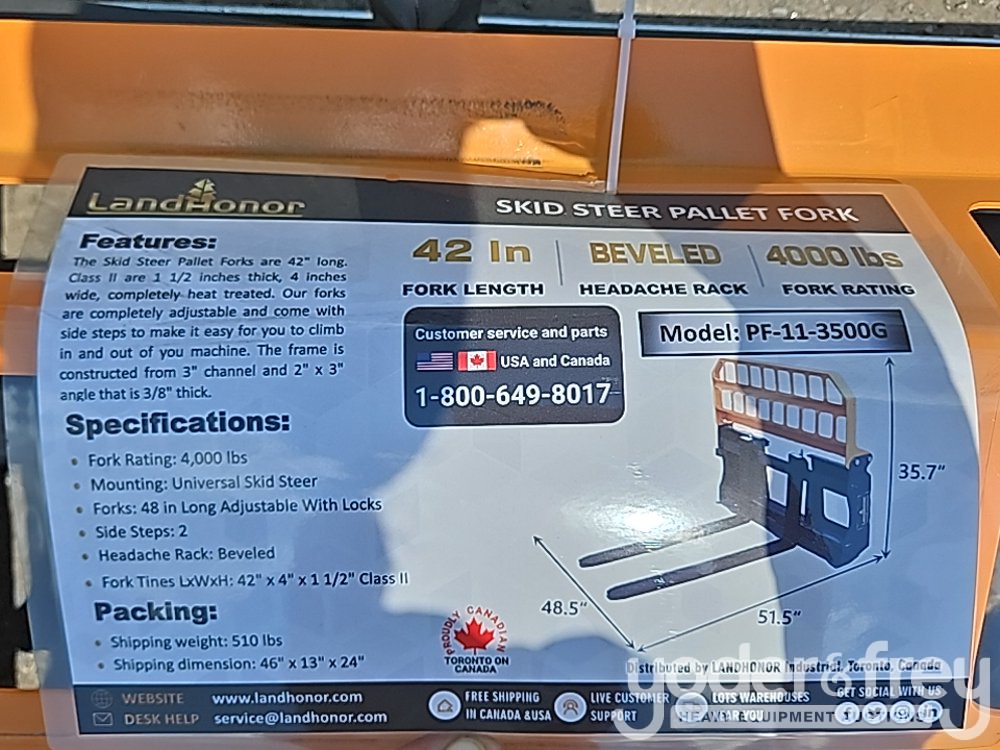 LandHonor
SKID STEER PALLET FORK
Features:
The Skid Steer Pallet Forks are 42" long.
Class II are 1 1/2 inches thick, 4 inches
wide, completely heat treated. Our forks
are completely adjustable and come with
side steps to make it easy for you to climb
in and out of you machine. The frame is
constructed from 3" channel and 2" x 3"
angle that is 3/8" thick.
Specifications:
• Fork Rating: 4,000 lbs
• Mounting: Universal Skid Steer
• Forks: 48 in Long Adjustable With Locks
• Side Steps: 2
• Headache Rack: Beveled
• Fork Tines LxWxH: 42" x 4" x 1 1/2" Class II
Packing:
• Shipping weight: 510 lbs
• Shipping dimension: 46" x 13" x 24"
42 In
FORK LENGTH
BEVELED
HEADACHE RACK
4000 lbs
FORK RATING
Customer service and parts
USA and Canada
1-800-649-8017
Model: PF-11-3500G
35.7"
48.5"
51.5"
PROUDLY CANADIAN
TORONTO ON
CANADA
Distributed by LANDHONOR Industrial, Toronto, Canada
WEBSITE www.landhonor.com
DESK HELP service@landhonor.com
FREE SHIPPING
IN CANADA &USA
LIVE CUSTOMER
SUPPORT
LOTS WAREHOUSES
NEAR YOU
GET SOCIAL WITH US
yoder&frey
HEAVY EQUIPMENT